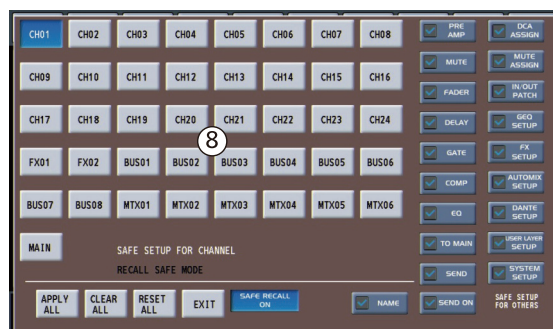 CH01 CH02 CH03 CH04 CH05 CH06 CH07 CH08 PRE AMP DCA ASSIGN
MUTE MUTE ASSIGN
CH09 CH10 CH11 CH12 CH13 CH14 CH15 CH16
FADER IN/OUT PATCH
CH17 CH18 CH19 CH20 CH21 CH22 CH23 CH24 DELAY GEQ SETUP
8
GATE FX SETUP
FX01 FX02 BUS01 BUS02 BUS03 BUS04 BUS05 BUS06
COMP AUTOMIX SETUP
BUS07 BUS08 MTX01 MTX02 MTX03 MTX04 MTX05 MTX06 EQ DANTE SETUP
MAIN SAFE SETUP FOR CHANNEL TO MAIN USER LAYER SETUP
RECALL SAFE MODE SEND SYSTEM SETUP
APPLY ALL CLEAR ALL RESET ALL EXIT SAFE RECALL ON NAME SEND ON SAFE SETUP FOR OTHERS